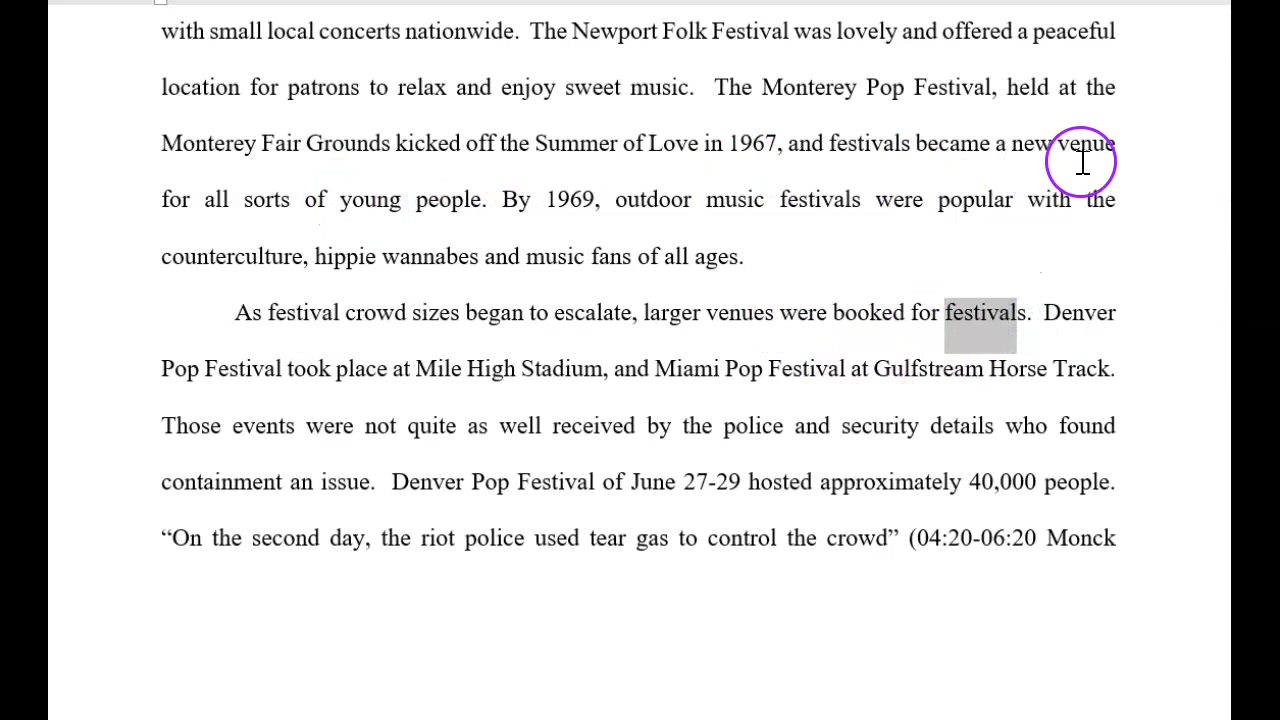 with small local concerts nationwide.  The Newport Folk Festival was lovely and offered a peaceful
location for patrons to relax and enjoy sweet music.  The Monterey Pop Festival, held at the
Monterey Fair Grounds kicked off the Summer of Love in 1967, and festivals became a new venue
for all sorts of young people. By 1969, outdoor music festivals were popular with the
counterculture, hippie wannabes and music fans of all ages.
As festival crowd sizes began to escalate, larger venues were booked for festivals.  Denver
Pop Festival took place at Mile High Stadium, and Miami Pop Festival at Gulfstream Horse Track.
Those events were not quite as well received by the police and security details who found
containment an issue.  Denver Pop Festival of June 27-29 hosted approximately 40,000 people.
“On the second day, the riot police used tear gas to control the crowd” (04:20-06:20 Monck